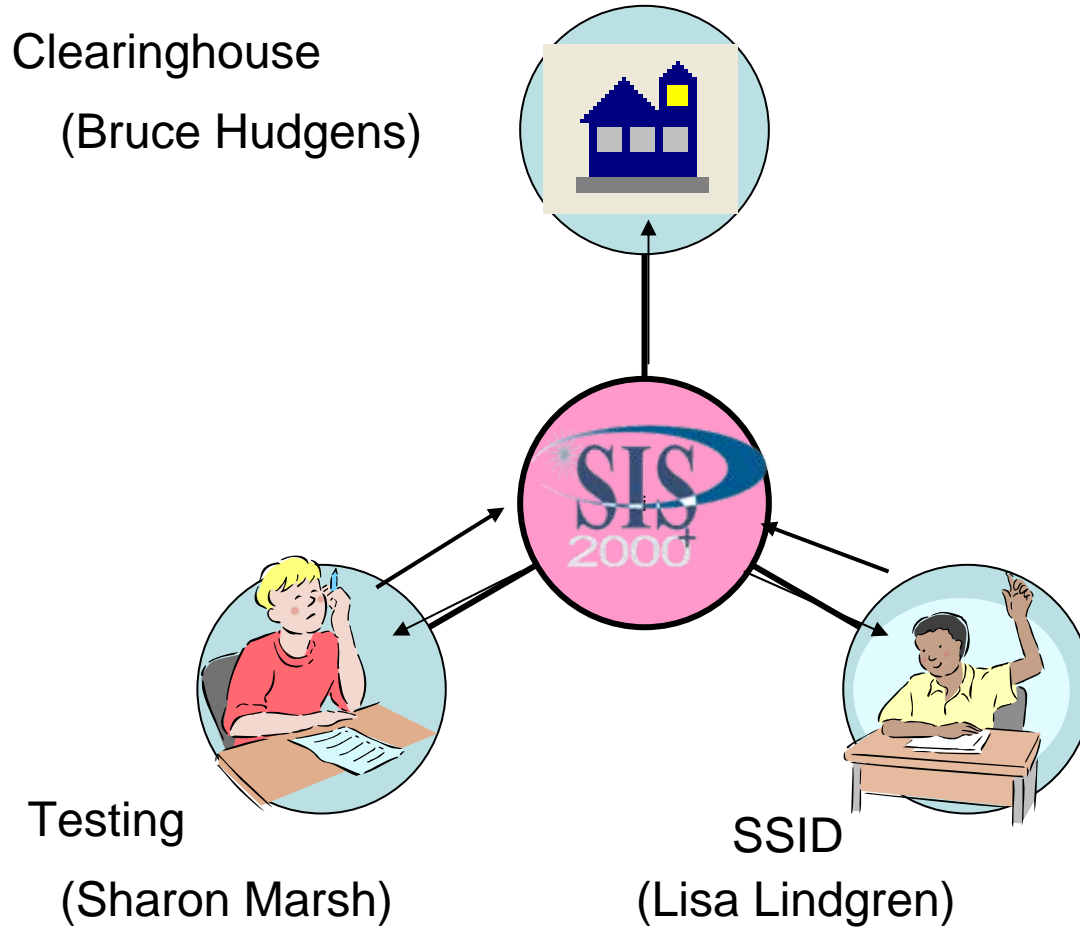 Clearinghouse
(Bruce Hudgens)
SIS
2000+
Testing
(Sharon Marsh)
SSID
(Lisa Lindgren)